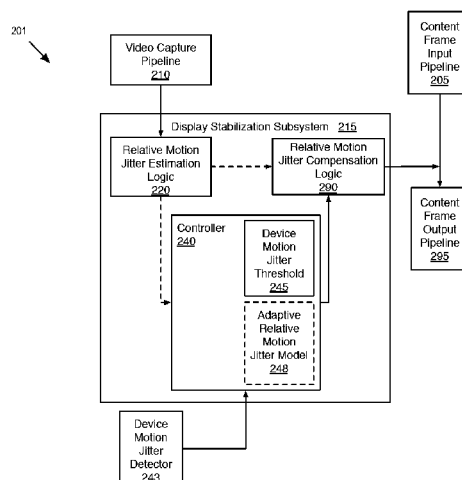 201
Video Capture
Pipeline
210
Content
Frame
Input
Pipeline
205
Display Stabilization Subsystem 215
Relative Motion
Jitter Estimation
Logic
220
Relative Motion
Jitter Compensation
Logic
290
Controller
240
Device
Motion
Jitter
Threshold
245
Adaptive
Relative
Motion
Jitter Model
248
Content
Frame
Output
Pipeline
295
Device
Motion
Jitter
Detector
243